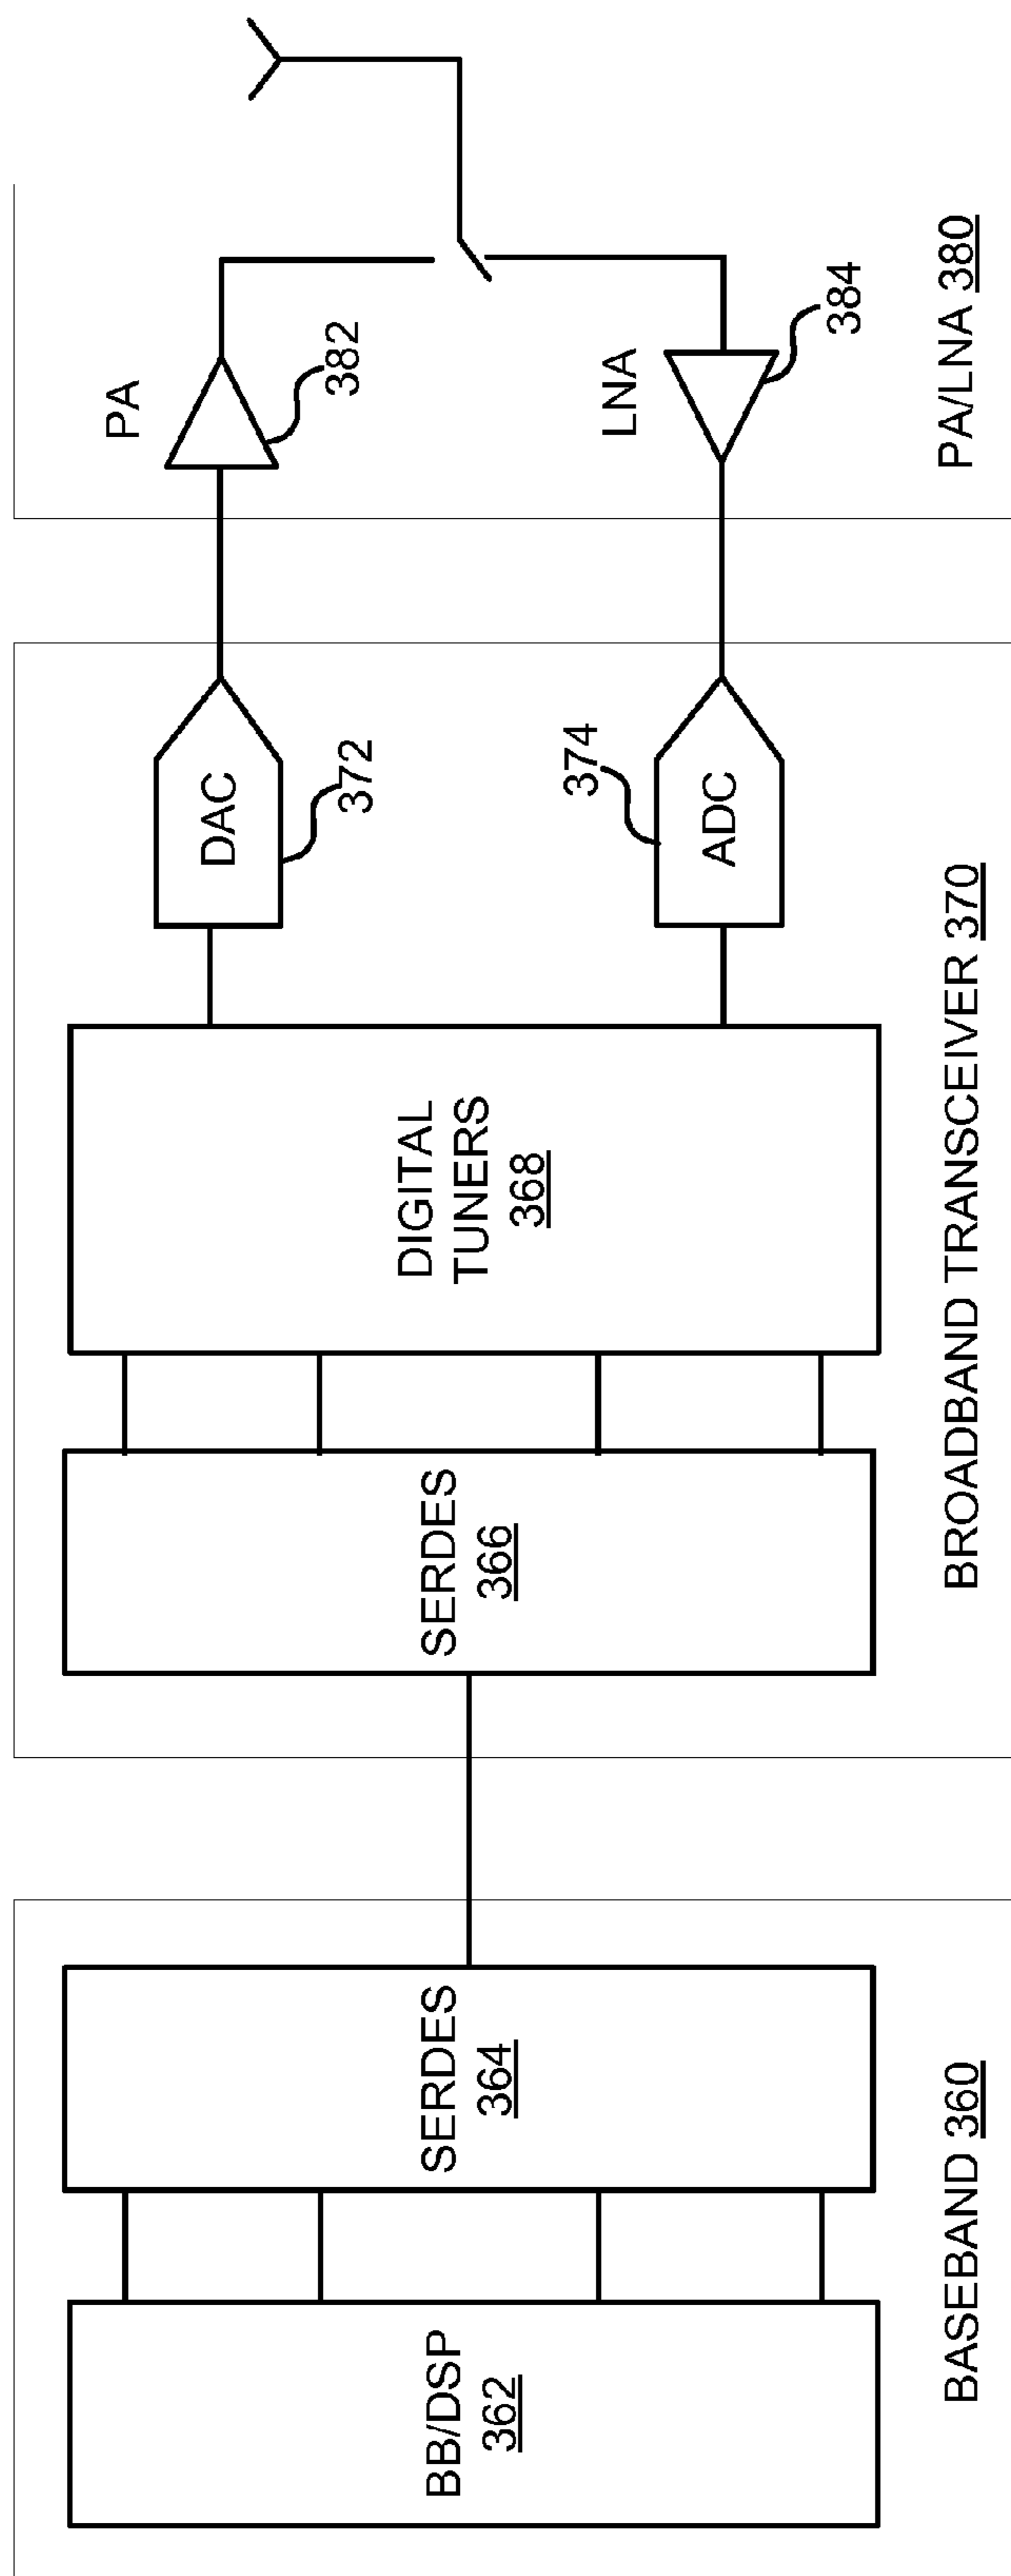 BB/DSP
362
SERDES
364
BASEBAND 360
SERDES
366
DIGITAL
TUNERS
368
DAC
372
374
ADC
BROADBAND TRANSCEIVER 370
PA
382
LNA
384
PA/LNA 380